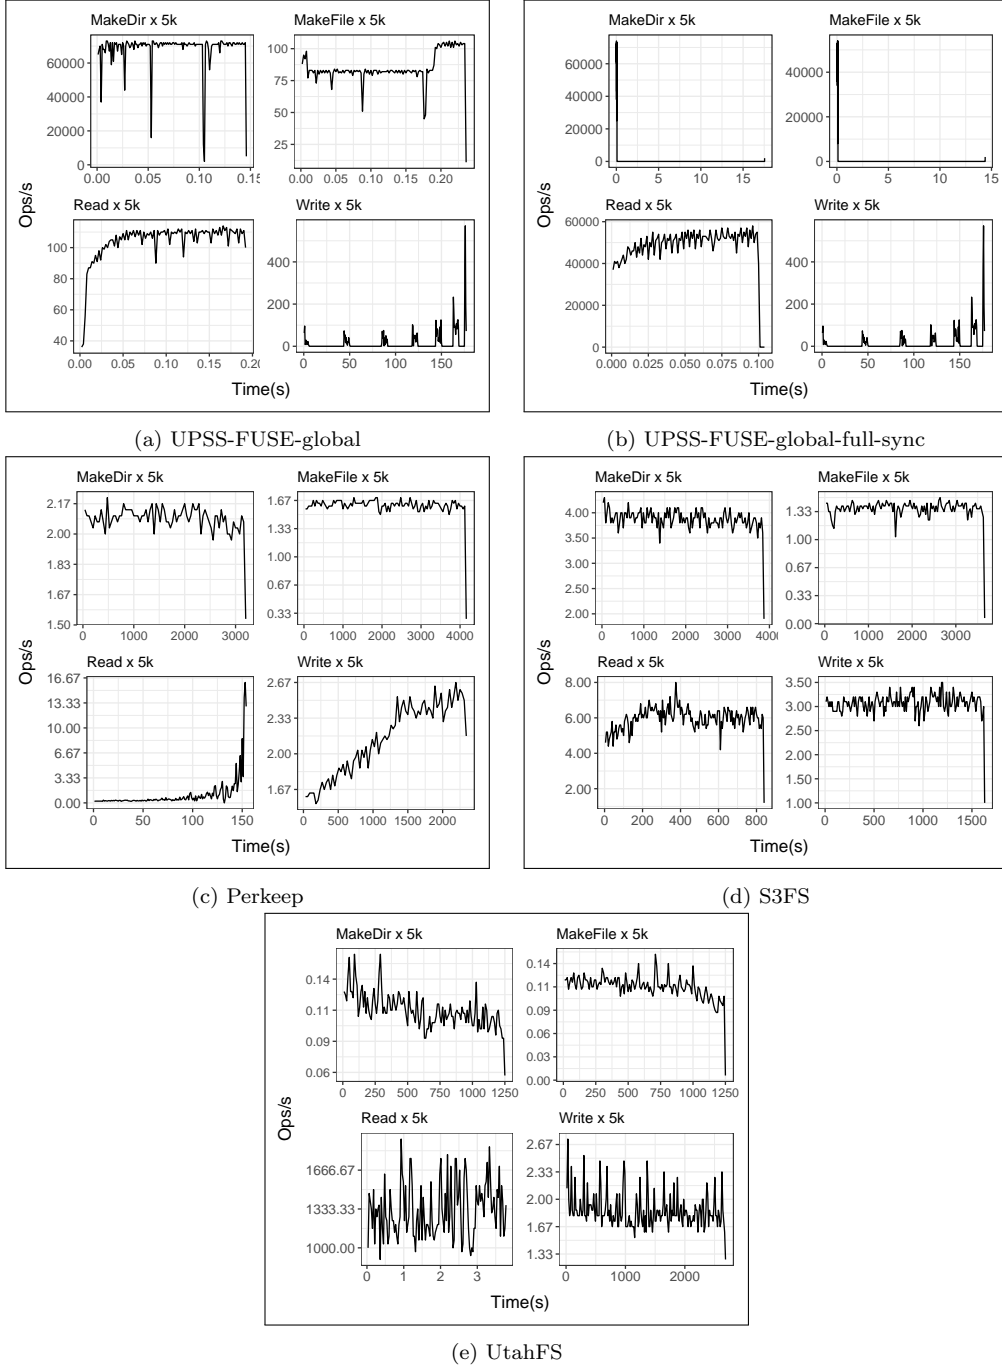 MakeDir x 5k
MakeFile x 5k
60000
40000
20000
0
0.00 0.05 0.10 0.15
100
75
50
25
0.00 0.05 0.10 0.15 0.20
Ops/s
Read x 5k
Write x 5k
100
80
60
40
0.00 0.05 0.10 0.15 0.20
400
200
0
0 50 100 150
Time(s)
(a) UPSS-FUSE-global
MakeDir x 5k
MakeFile x 5k
60000
40000
20000
0
0 5 10 15
40000
20000
0
0 5 10 15
Ops/s
Read x 5k
Write x 5k
60000
40000
20000
0
0.000 0.025 0.050 0.075 0.100
400
200
0
0 50 100 150
Time(s)
(b) UPSS-FUSE-global-full-sync
MakeDir x 5k
MakeFile x 5k
2.17
2.00
1.83
1.67
1.50
0 1000 2000 3000
1.67
1.33
1.00
0.67
0.33
0 1000 2000 3000 4000
Ops/s
Read x 5k
Write x 5k
16.67
13.33
10.00
6.67
3.33
0.00
0 50 100 150
2.67
2.33
2.00
1.67
0 500 1000 1500 2000
Time(s)
(c) Perkeep
MakeDir x 5k
MakeFile x 5k
4.00
3.50
3.00
2.50
2.00
0 1000 2000 3000 4000
1.33
1.00
0.67
0.33
0.00
0 1000 2000 3000
Ops/s
Read x 5k
Write x 5k
8.00
6.00
4.00
2.00
0 200 400 600 800
3.50
3.00
2.50
2.00
1.50
1.00
0 500 1000 1500
Time(s)
(d) S3FS
MakeDir x 5k
MakeFile x 5k
0.14
0.11
0.09
0.06
0 250 500 750 1000 1250
0.14
0.11
0.09
0.06
0.03
0.00
0 250 500 750 1000 1250
Ops/s
Read x 5k
Write x 5k
1666.67
1333.33
1000.00
0 1 2 3
2.67
2.33
2.00
1.67
1.33
0 1000 2000
Time(s)
(e) UtahFS